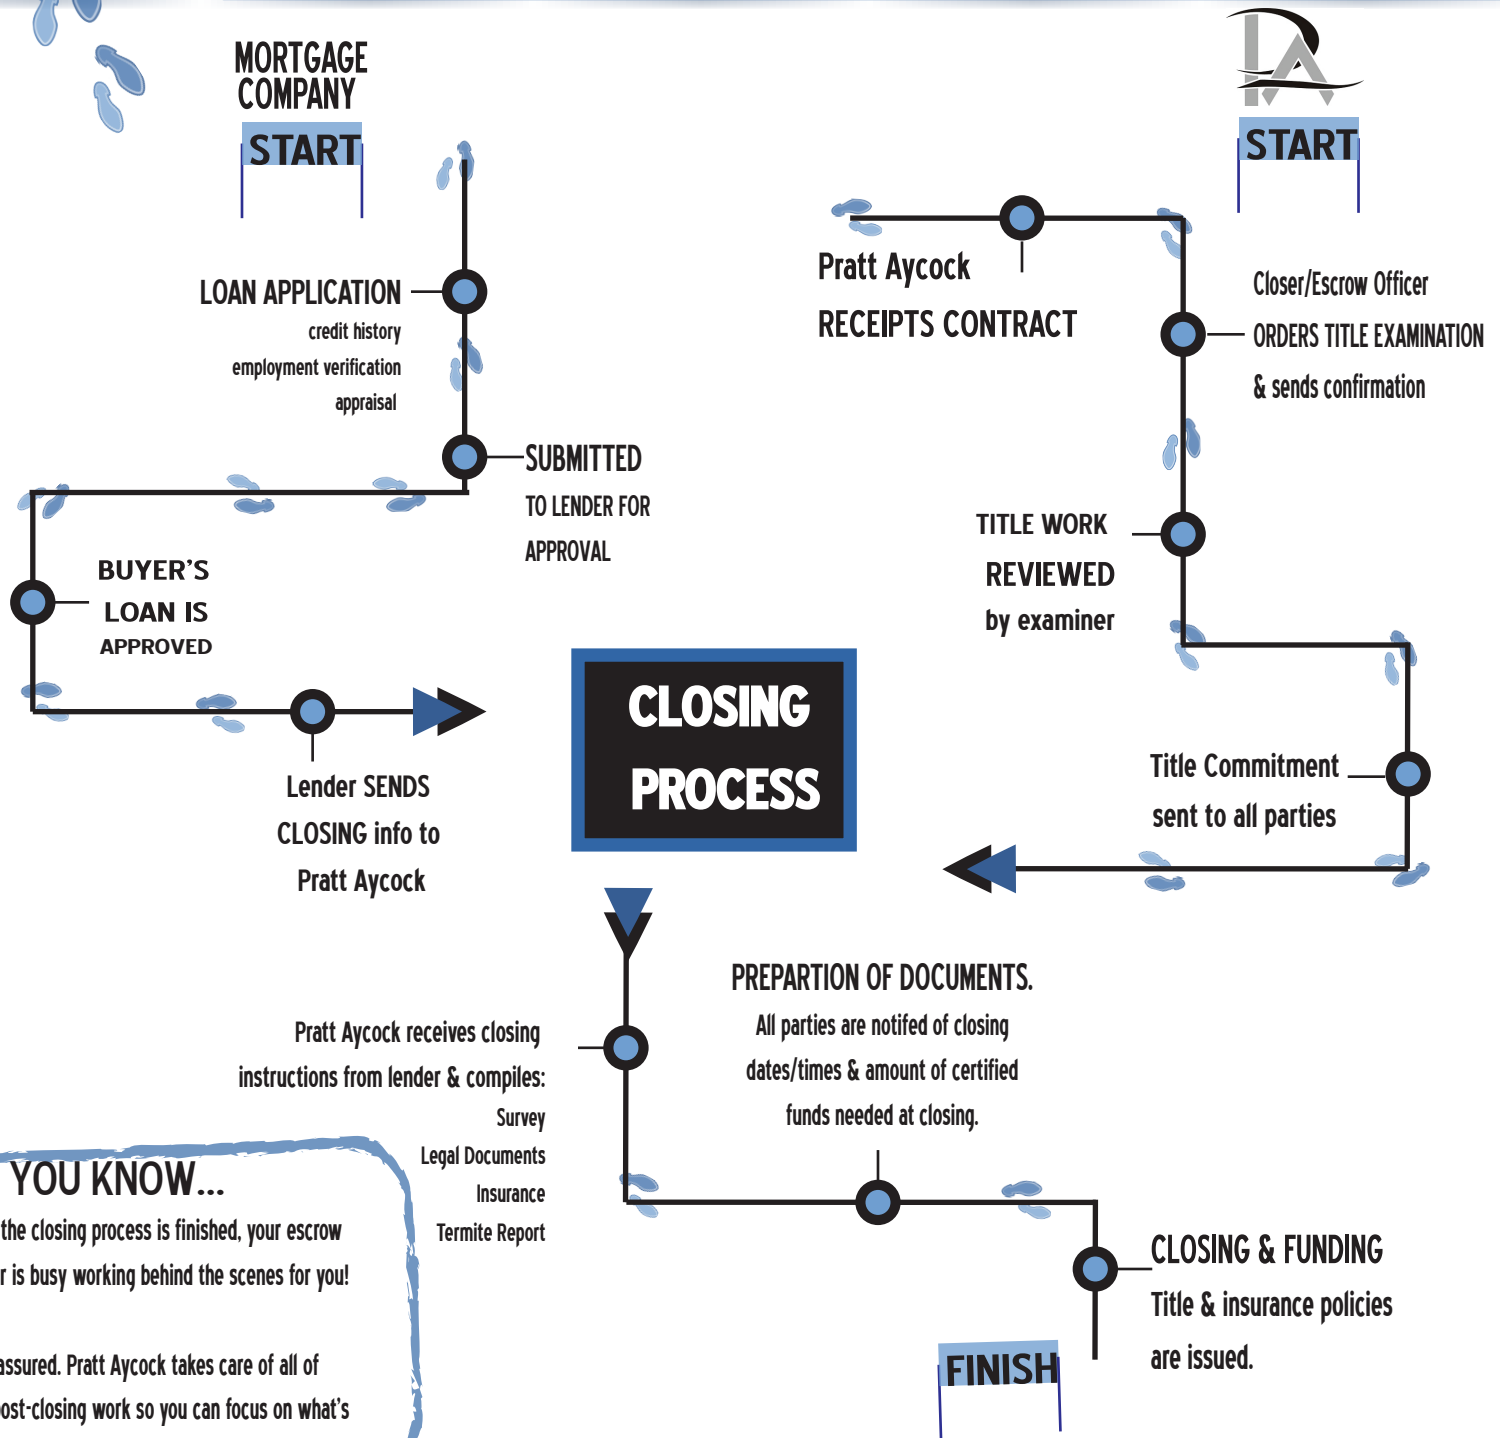 MORTGAGE
COMPANY
START
LOAN APPLICATION
credit history
employment verification
appraisal
SUBMITTED
TO LENDER FOR
APPROVAL
BUYER'S
LOAN IS
APPROVED
Lender SENDS
CLOSING info to
Pratt Aycock
PA
START
Pratt Aycock
RECEIPTS CONTRACT
Closer/Escrow Officer
ORDERS TITLE EXAMINATION
& sends confirmation
TITLE WORK
REVIEWED
by examiner
Title Commitment
sent to all parties
CLOSING
PROCESS
Pratt Aycock receives closing
instructions from lender & compiles:
Survey
Legal Documents
Insurance
Termite Report
PREPARTION OF DOCUMENTS.
All parties are notifed of closing
dates/times & amount of certified
funds needed at closing.
CLOSING & FUNDING
Title & insurance policies
are issued.
FINISH
YOU KNOW...
the closing process is finished, your escrow
r is busy working behind the scenes for you!
assured. Pratt Aycock takes care of all of
ost-closing work so you can focus on what's